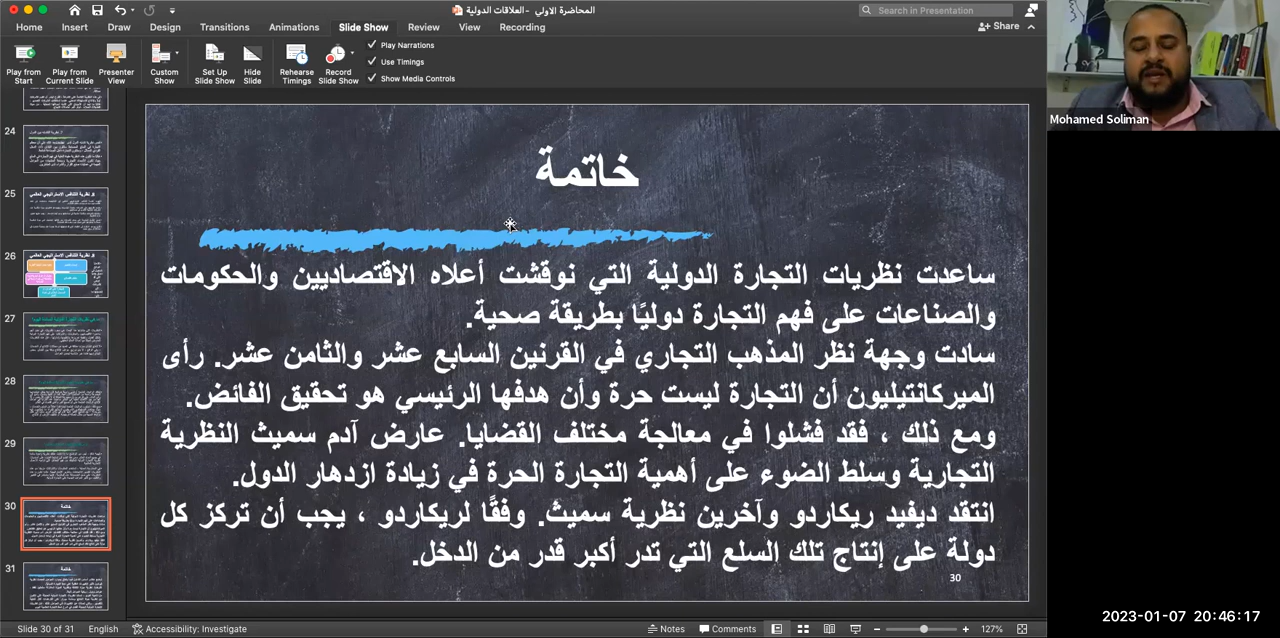 المحاضرة الاولي -العلاقات الدولية
Search in Presentation
Home Insert Draw Design Transitions Animations Slide Show Review View Recording
Share
Play from Start
Play from Current Slide
Presenter View
Custom Show
Set Up Slide Show
Hide Slide
Rehearse Timings
Record Slide Show
Play Narrations
Use Timings
Show Media Controls
Mohamed Soliman
24
25
26
27
28
29
30
31
خاتمة
ساعدت نظريات التجارة الدولية التي نوقشت أعلاه الاقتصاديين والحكومات
والصناعات على فهم التجارة دوليًا بطريقة صحية.
سادت وجهة نظر المذهب التجاري في القرنين السابع عشر والثامن عشر. رأى
الميركانتيليون أن التجارة ليست حرة وأن هدفها الرئيسي هو تحقيق الفائض.
ومع ذلك ، فقد فشلوا في معالجة مختلف القضايا. عارض آدم سميث النظرية
التجارية وسلط الضوء على أهمية التجارة الحرة في زيادة ازدهار الدول.
انتقد ديفيد ريكاردو وآخرين نظرية سميث. وفقًا لريكاردو ، يجب أن تركز كل
دولة على إنتاج تلك السلع التي تدر أكبر قدر من الدخل.
30
Slide 30 of 31 English Accessibility: Investigate Notes Comments 127%
2023-01-07 20:46:17